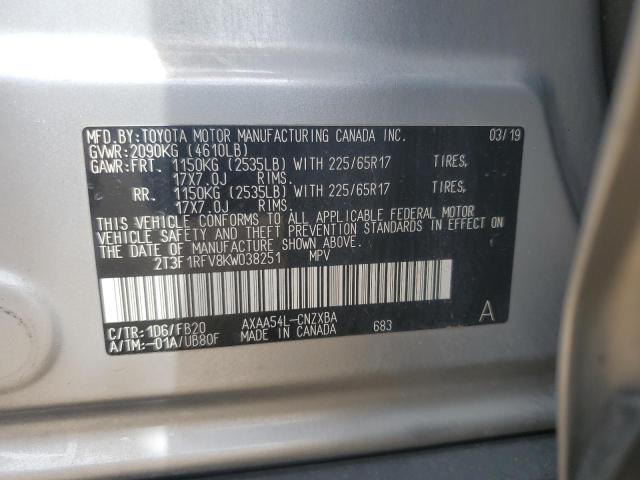 MFD.BY:TOYOTA MOTOR MANUFACTURING CANADA INC. 03/19
GVWR:2090KG (4610LB)
GAWR:FRT. 1150KG (2535LB) WITH 225/65R17 TIRES,
17X7.0J RIMS.
RR. 1150KG (2535LB) WITH 225/65R17 TIRES,
17X7.0J RIMS.
THIS VEHICLE CONFORMS TO ALL APPLICABLE FEDERAL MOTOR
VEHICLE SAFETY AND THEFT PREVENTION STANDARDS IN EFFECT ON
THE DATE OF MANUFACTURE SHOWN ABOVE.
2T3F1RFV8KW038251 MPV
C/TR:1D6/FB20 AXAA54L-CNZXBA 683
A/TM:-01A/UB80F MADE IN CANADA A